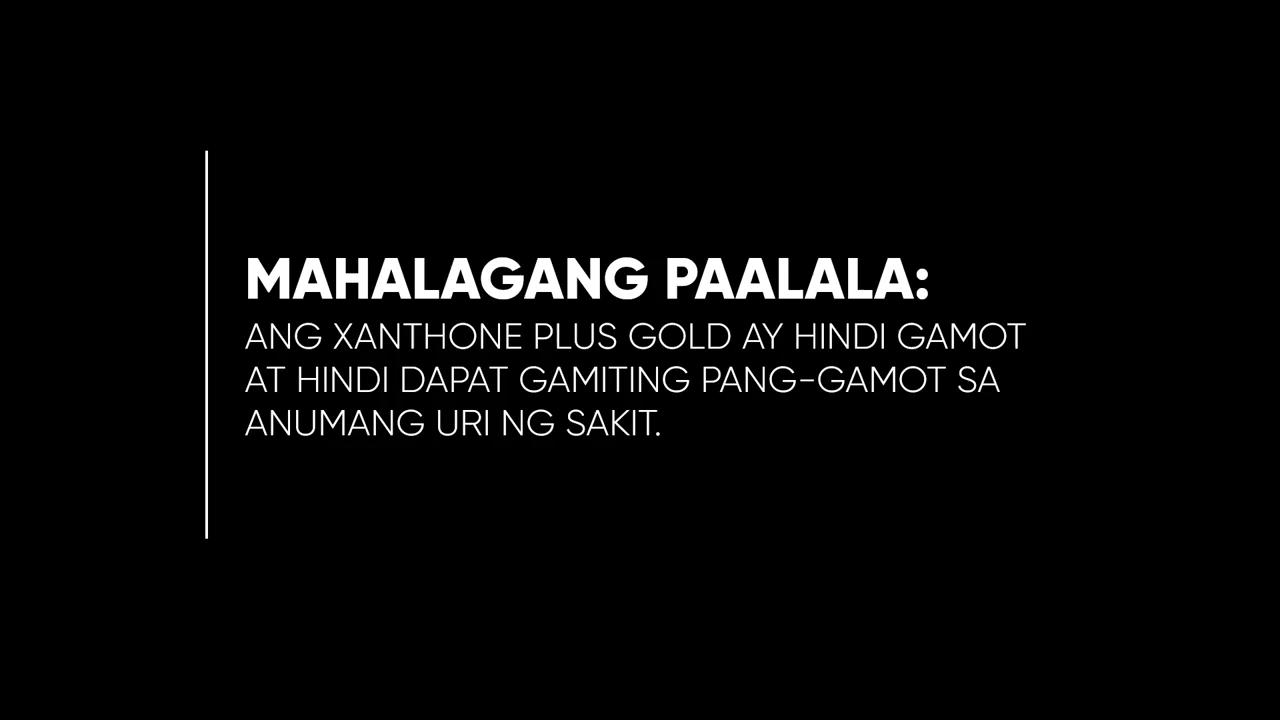 MAHALAGANG PAALALA:
ANG XANTHONE PLUS GOLD AY HINDI GAMOT
AT HINDI DAPAT GAMITING PANG-GAMOT SA
ANUMANG URI NG SAKIT.